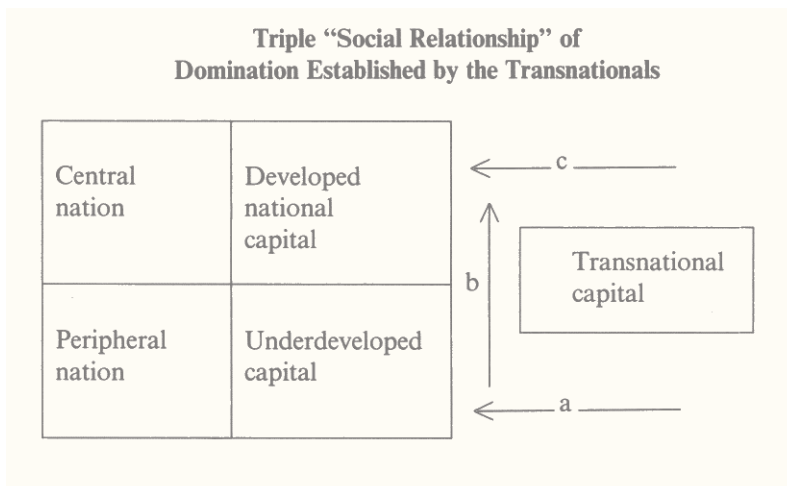 Triple “Social Relationship” of
Domination Established by the Transnationals
Central
nation
Developed
national
capital
c
b
Transnational
capital
Peripheral
nation
Underdeveloped
capital
a